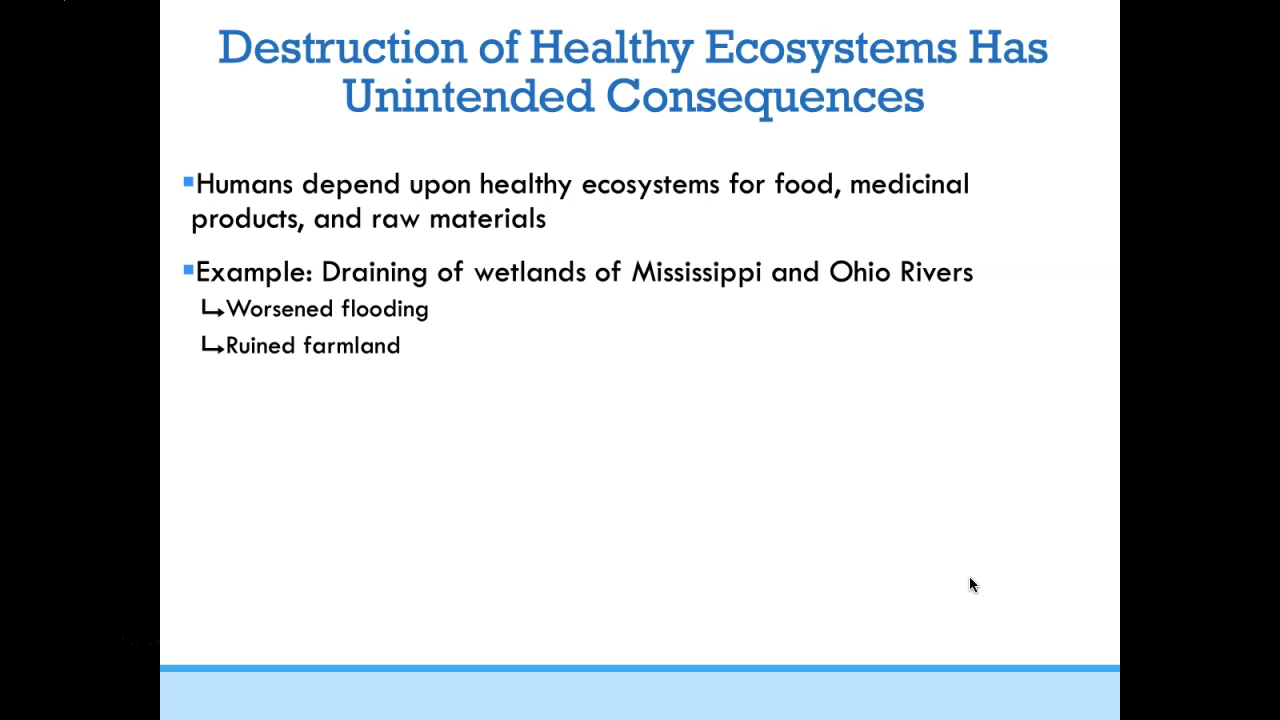 Destruction of Healthy Ecosystems Has
Unintended Consequences
▪Humans depend upon healthy ecosystems for food, medicinal
products, and raw materials
▪Example: Draining of wetlands of Mississippi and Ohio Rivers
↳Worsened flooding
↳Ruined farmland